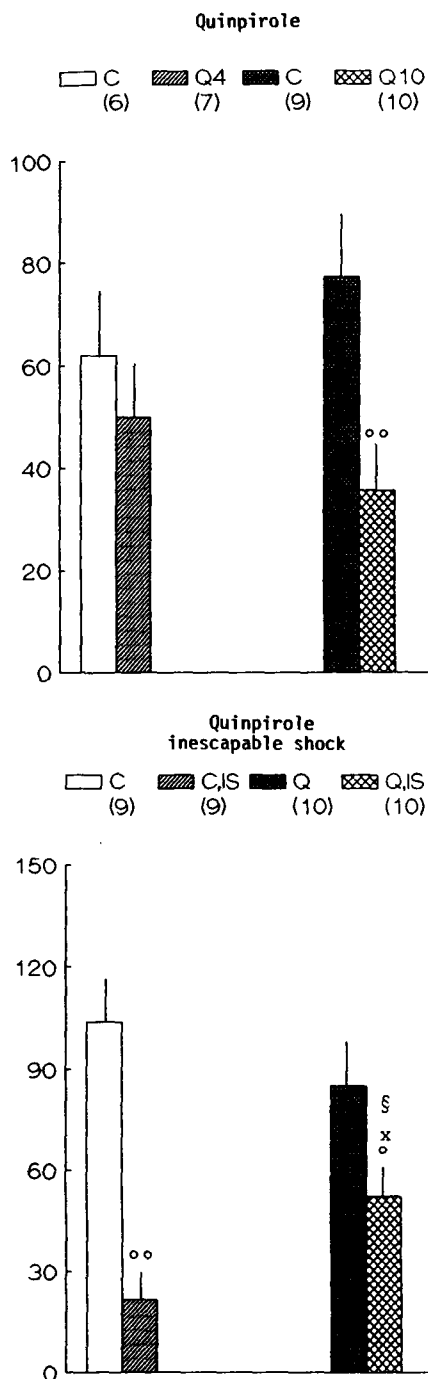 Quinpirole
C Q4 C Q10
(6) (7) (9) (10)
100
80
60
40
20
0
°°
Quinpirole
inescapable shock
C C,IS Q Q,IS
(9) (9) (10) (10)
150
120
90
60
30
0
°°
§
x
°